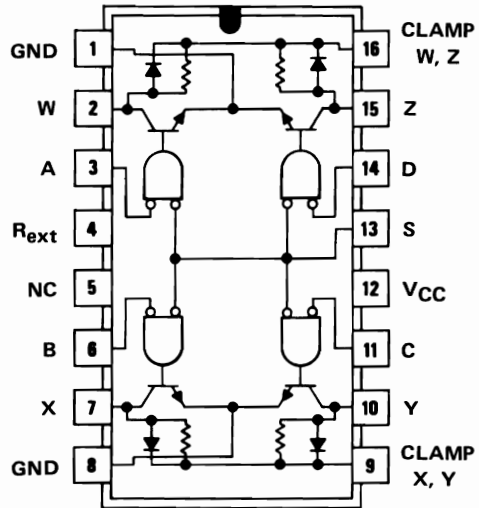 GND 1 16 CLAMP W, Z
W 2 15 Z
A 3 14 D
Rext 4 13 S
NC 5 12 VCC
B 6 11 C
X 7 10 Y
GND 8 9 CLAMP X, Y